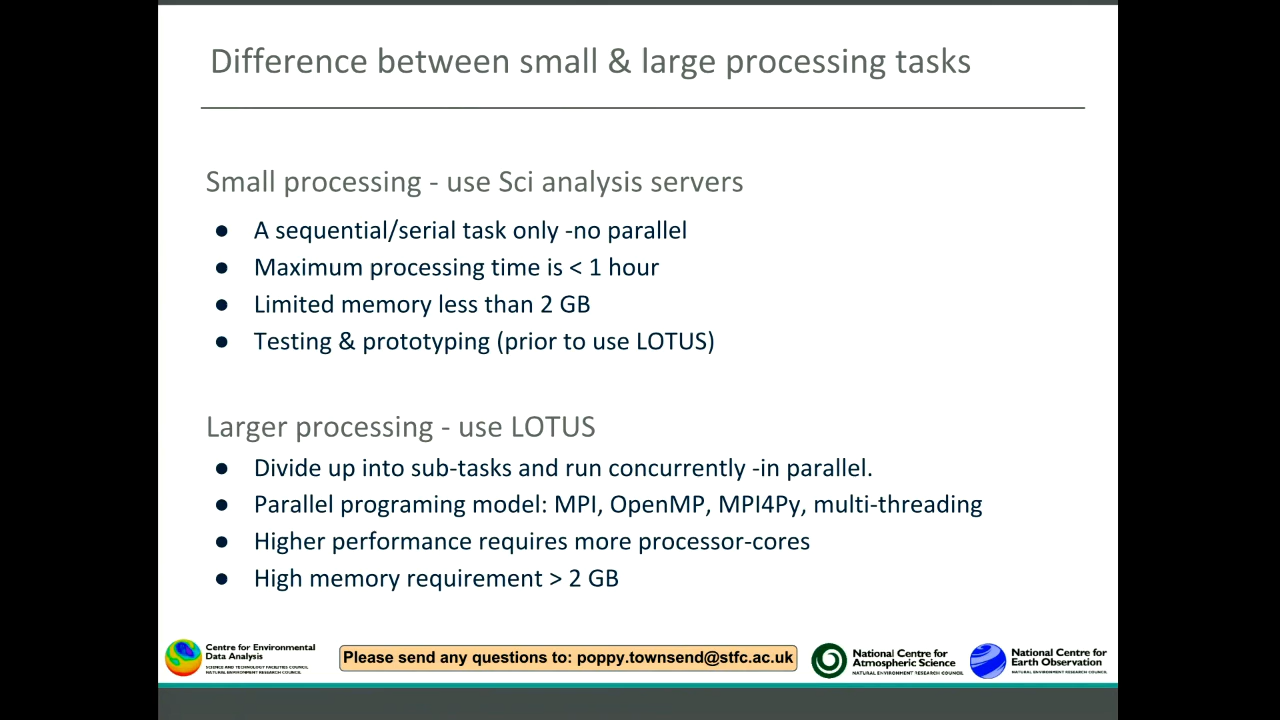 Difference between small & large processing tasks
Small processing - use Sci analysis servers
● A sequential/serial task only -no parallel
● Maximum processing time is < 1 hour
● Limited memory less than 2 GB
● Testing & prototyping (prior to use LOTUS)
Larger processing - use LOTUS
● Divide up into sub-tasks and run concurrently -in parallel.
● Parallel programing model: MPI, OpenMP, MPI4Py, multi-threading
● Higher performance requires more processor-cores
● High memory requirement > 2 GB
Centre for Environmental
Data Analysis
SCIENCE AND TECHNOLOGY FACILITIES COUNCIL
NATURAL ENVIRONMENT RESEARCH COUNCIL
Please send any questions to: poppy.townsend@stfc.ac.uk
National Centre for
Atmospheric Science
NATURAL ENVIRONMENT RESEARCH COUNCIL
National Centre for
Earth Observation
NATURAL ENVIRONMENT RESEARCH COUNCIL